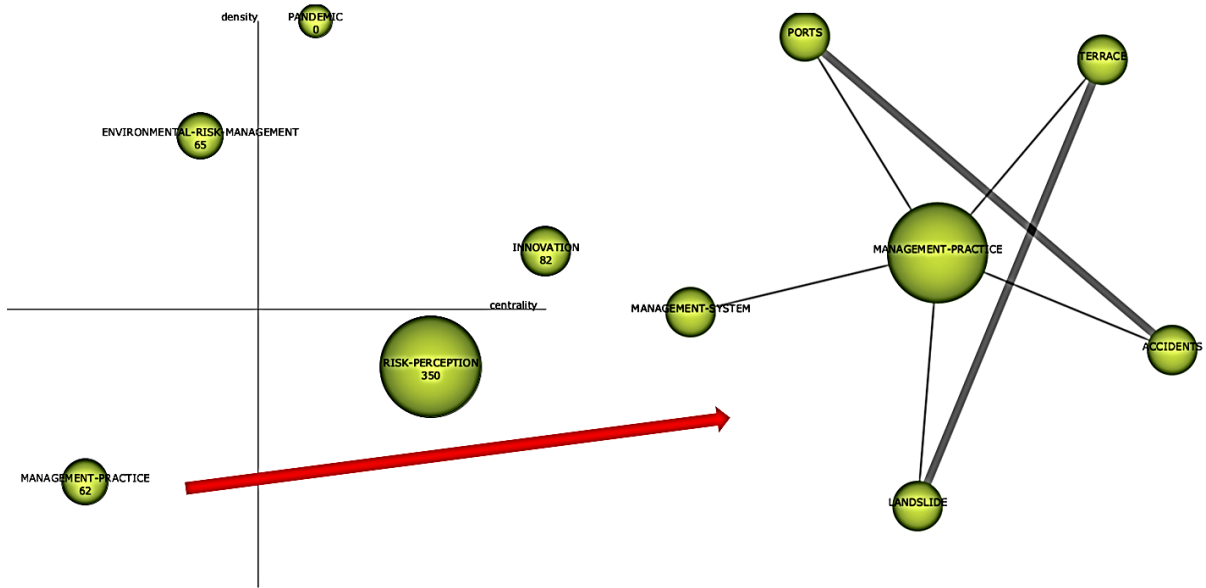 density
PANDEMIC
0
ENVIRONMENTAL-RISK-MANAGEMENT
65
INNOVATION
82
centrality
RISK-PERCEPTION
350
MANAGEMENT-PRACTICE
62
PORTS
TERRACE
MANAGEMENT-PRACTICE
MANAGEMENT-SYSTEM
ACCIDENTS
LANDSLIDE